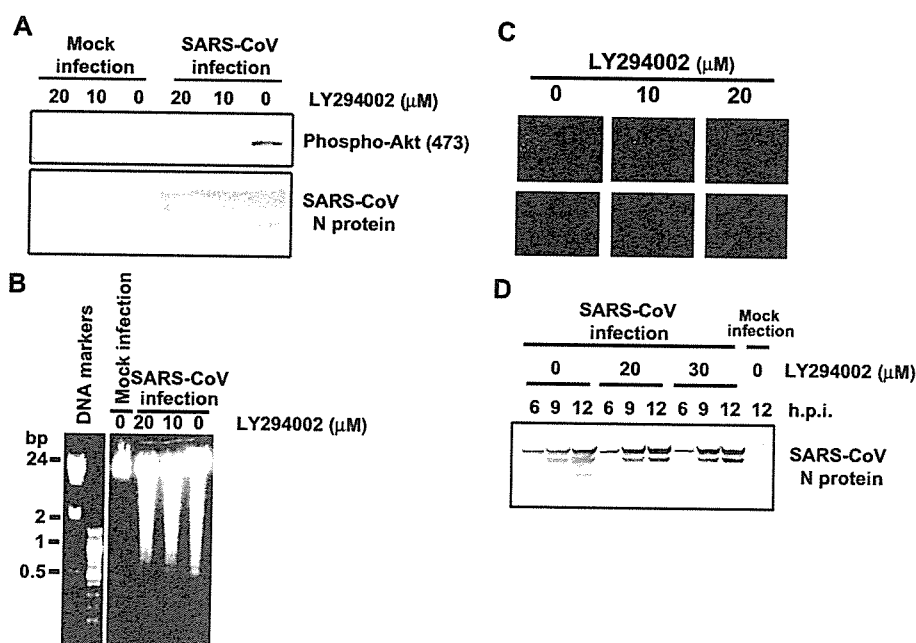 A
Mock infection
SARS-CoV infection
20 10 0 20 10 0 LY294002 (μM)
Phospho-Akt (473)
SARS-CoV N protein
B
DNA markers
Mock infection
SARS-CoV infection
0 20 10 0 LY294002 (μM)
bp
24
2
1
0.5
C
LY294002 (μM)
0 10 20
D
SARS-CoV infection
Mock infection
0 20 30 0 LY294002 (μM)
6 9 12 6 9 12 6 9 12 12 h.p.i.
SARS-CoV N protein